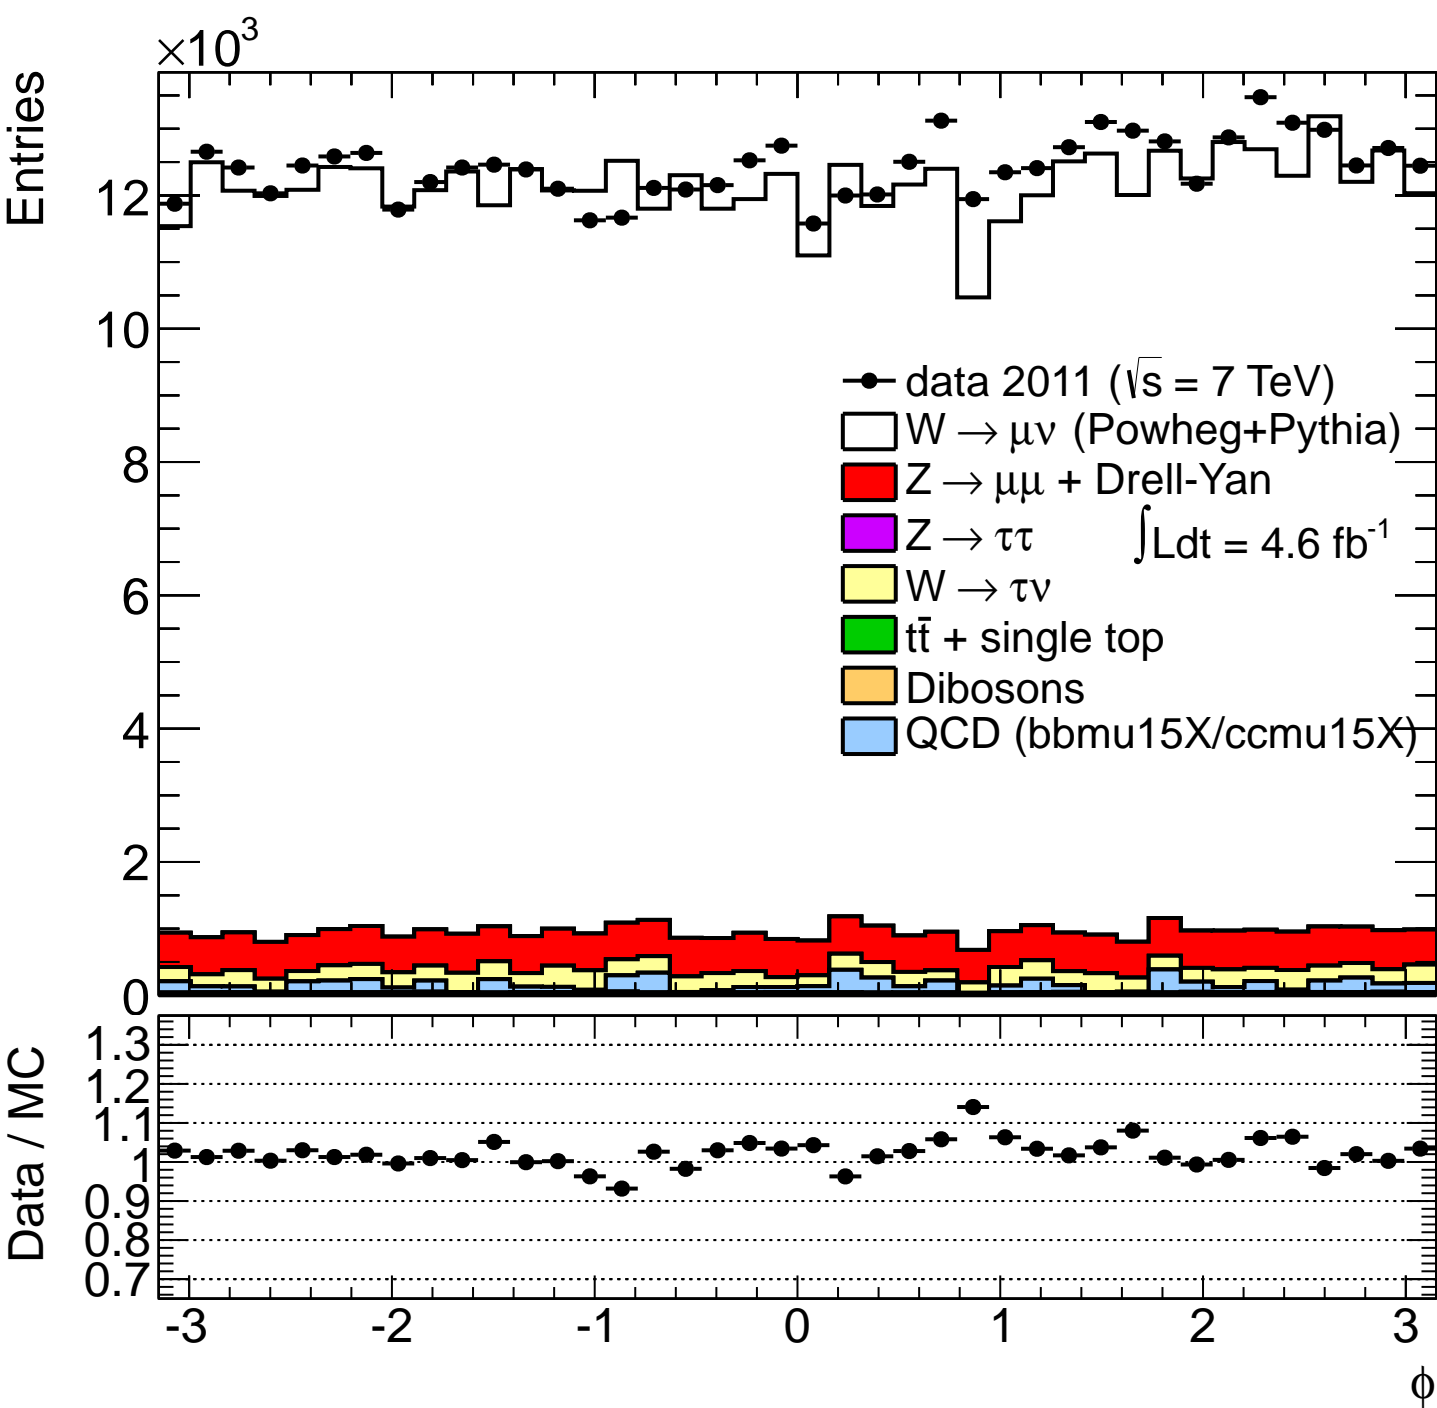 ×10³
Entries
12
10
8
6
4
2
0
data 2011 (√s = 7 TeV)
W → μν (Powheg+Pythia)
Z → μμ + Drell-Yan
Z → ττ
∫Ldt = 4.6 fb⁻¹
W → τν
tt̄ + single top
Dibosons
QCD (bbmu15X/ccmu15X)
Data / MC
1.3
1.2
1.1
1
0.9
0.8
0.7
-3 -2 -1 0 1 2 3
ϕ